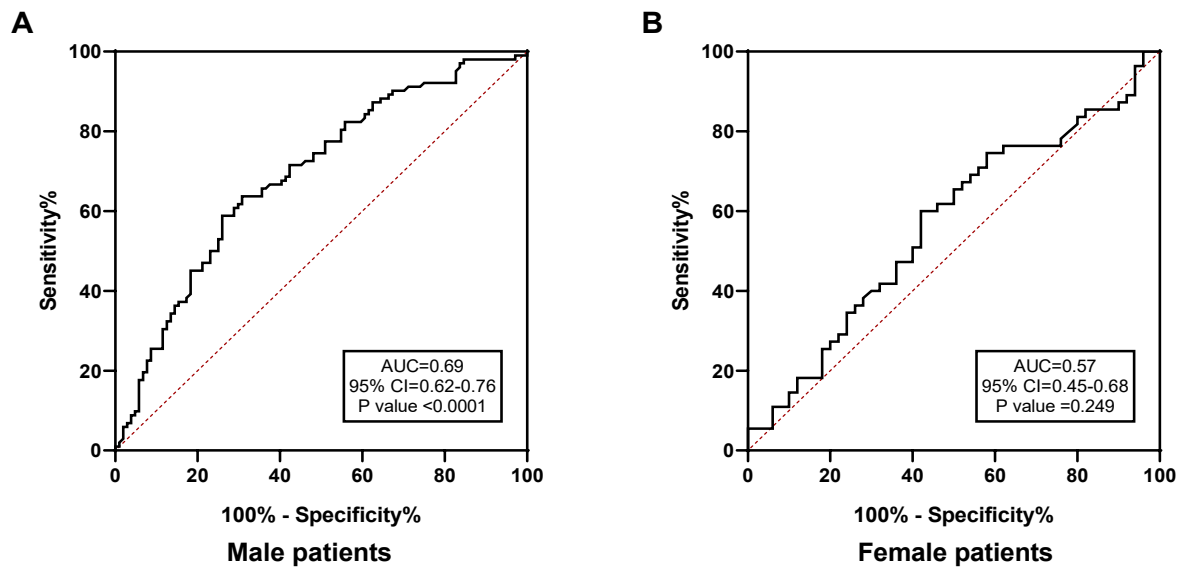 A
100
80
60
40
20
0
Sensitivity%
0 20 40 60 80 100
100% - Specificity%
AUC=0.69
95% CI=0.62-0.76
P value <0.0001
Male patients
B
100
80
60
40
20
0
Sensitivity%
0 20 40 60 80 100
100% - Specificity%
AUC=0.57
95% CI=0.45-0.68
P value =0.249
Female patients